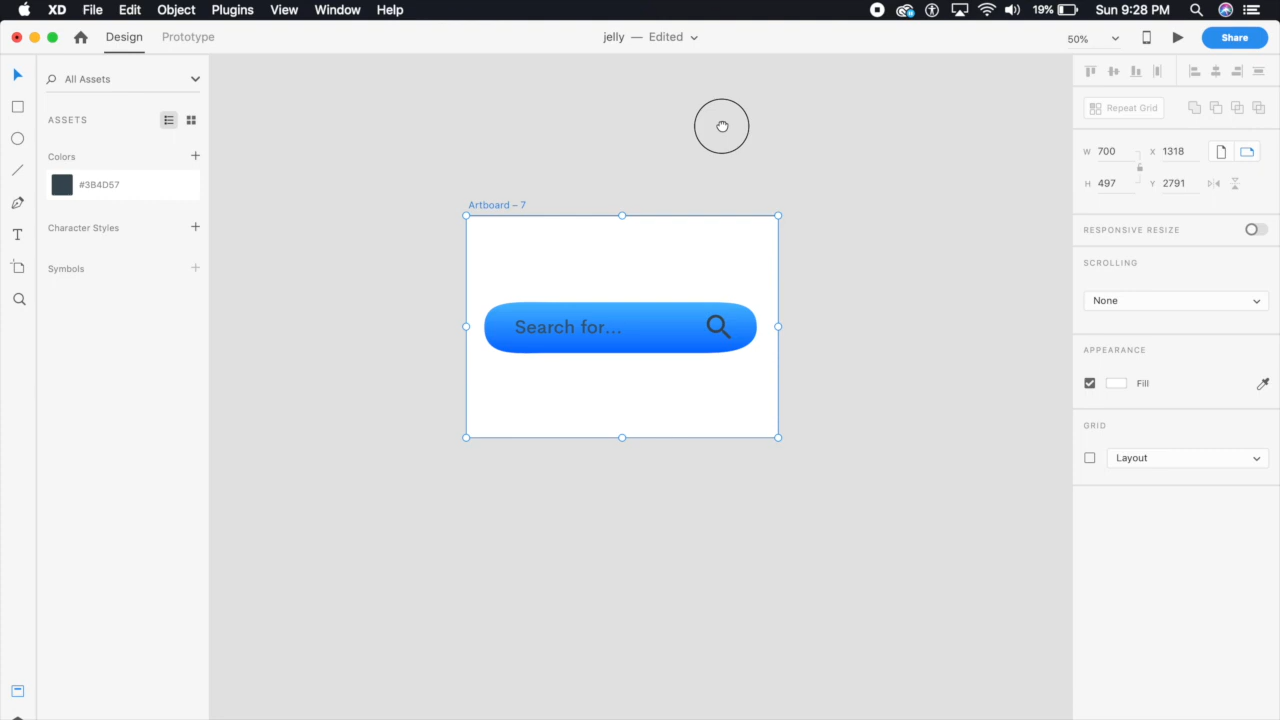 XD File Edit Object Plugins View Window Help 19% Sun 9:28 PM
Design Prototype jelly — Edited 50% Share
All Assets
ASSETS
Colors
#3B4D57
Character Styles
Symbols
Artboard – 7
Search for...
Repeat Grid
W 700 X 1318
H 497 Y 2791
RESPONSIVE RESIZE
SCROLLING
None
APPEARANCE
Fill
GRID
Layout